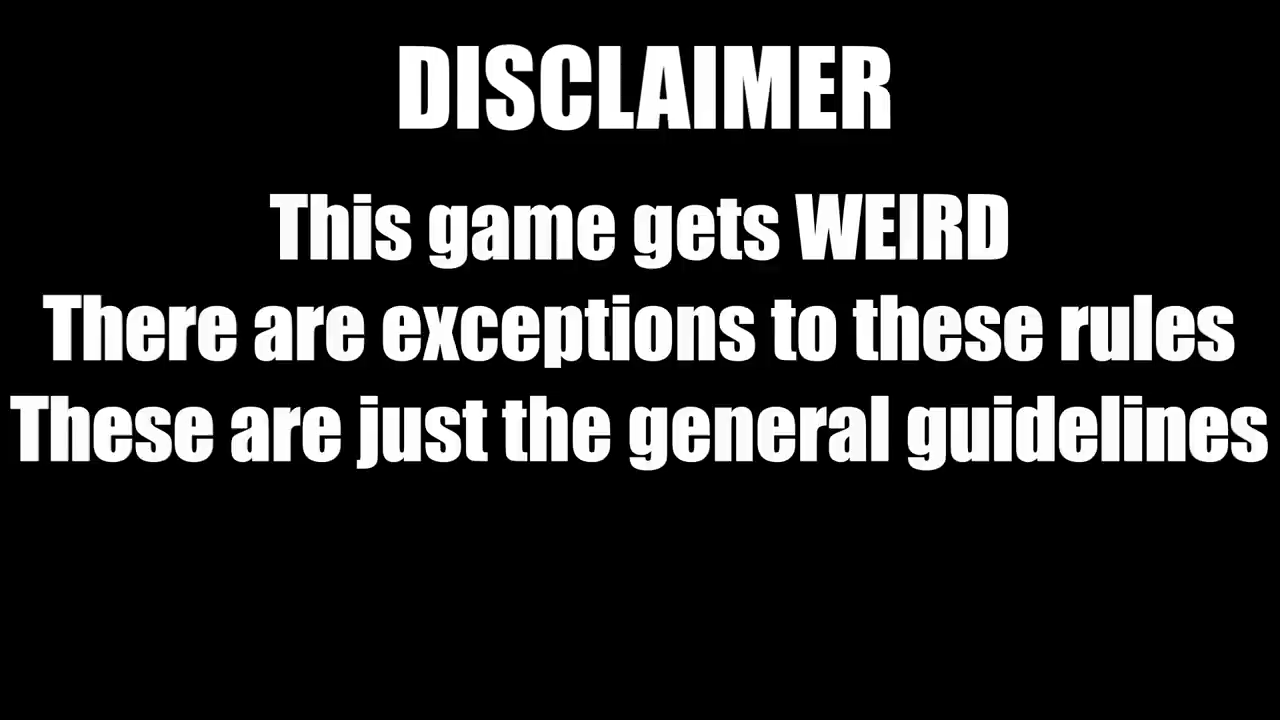 DISCLAIMER
This game gets WEIRD
There are exceptions to these rules
These are just the general guidelines